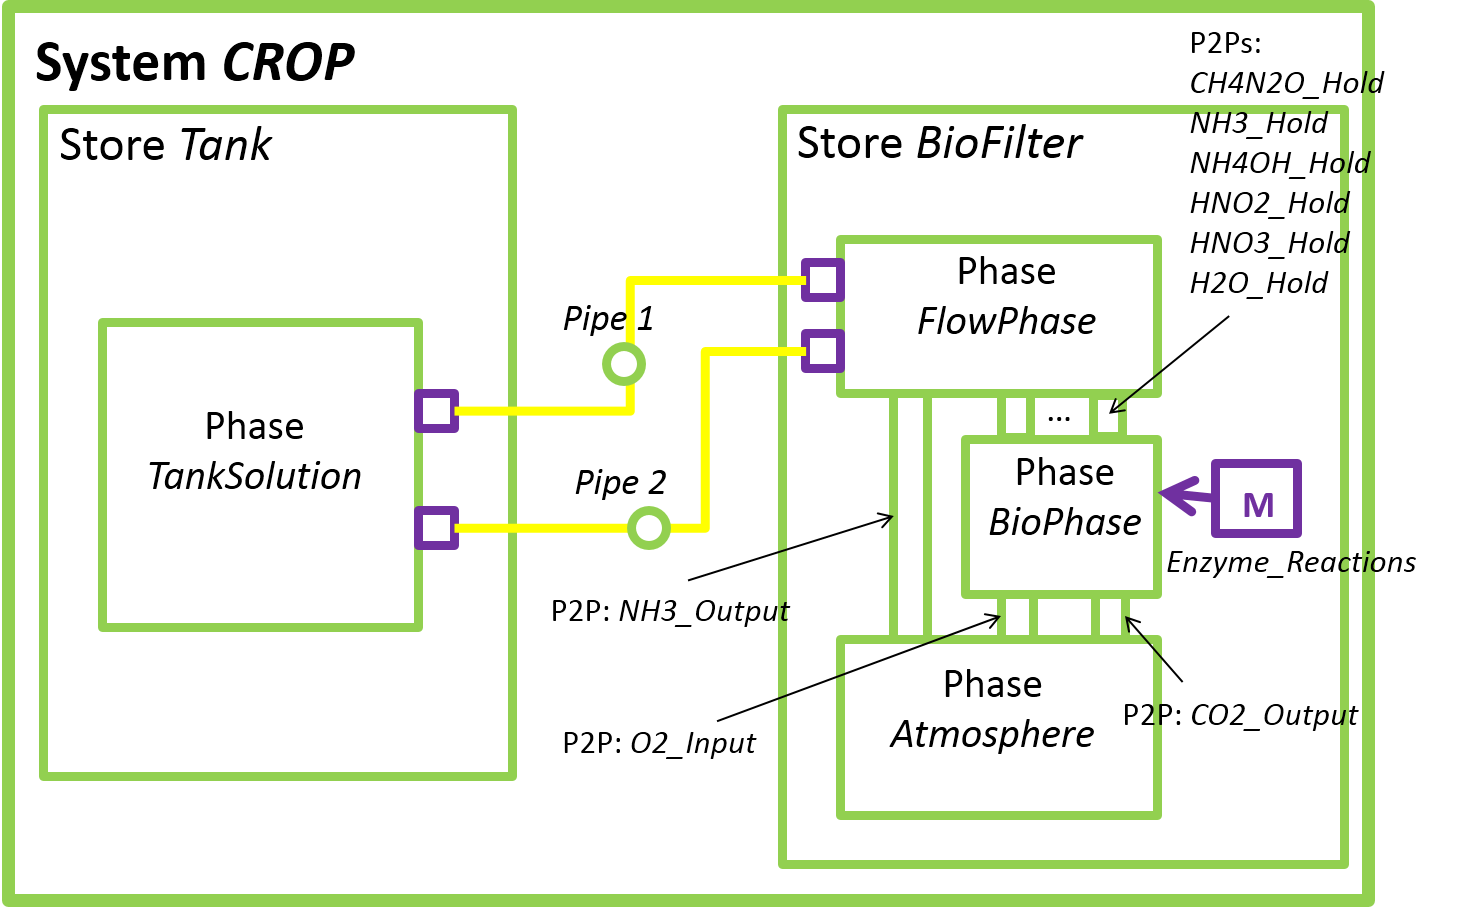 System CROP
Store Tank
Phase
TankSolution
Pipe 1
Pipe 2
Store BioFilter
P2Ps:
CH4N2O_Hold
NH3_Hold
NH4OH_Hold
HNO2_Hold
HNO3_Hold
H2O_Hold
Phase
FlowPhase
...
Phase
BioPhase
M
Enzyme_Reactions
P2P: NH3_Output
P2P: O2_Input
Phase
Atmosphere
P2P: CO2_Output